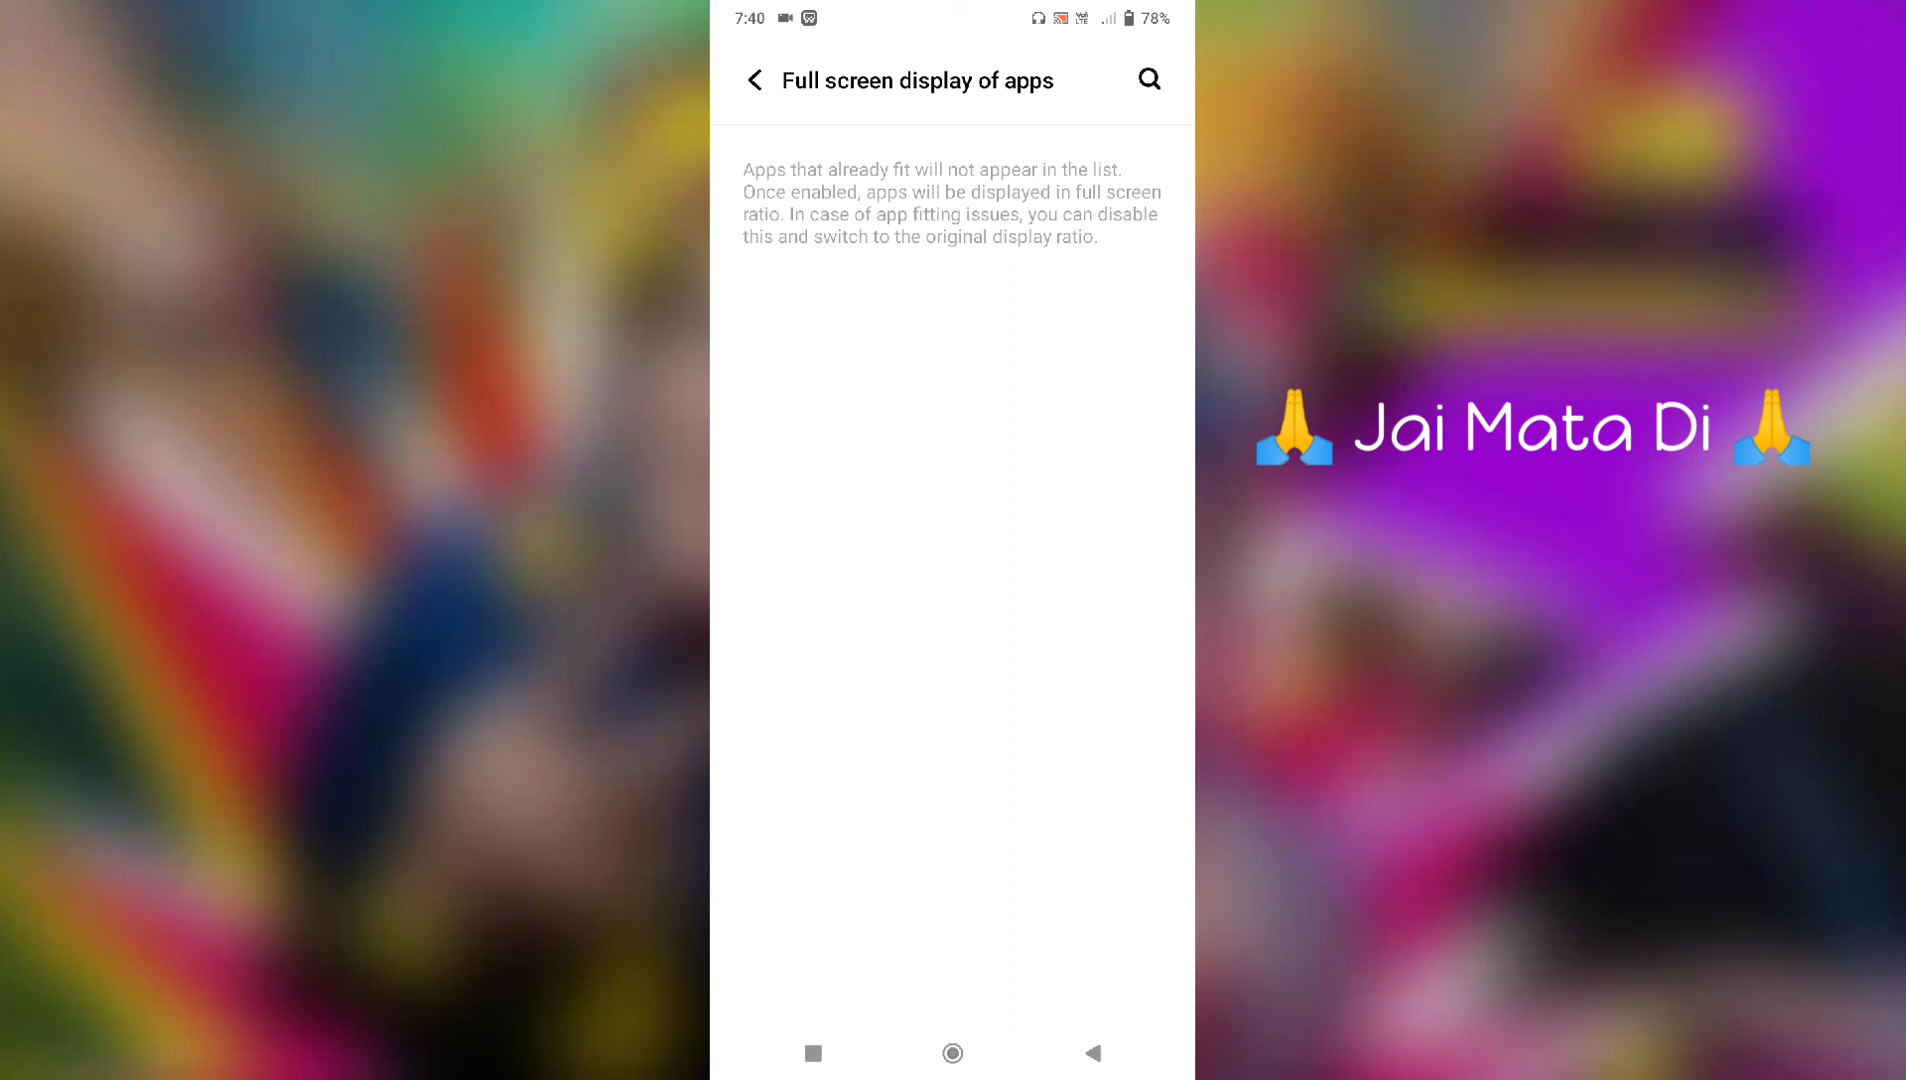 7:40 78%
Full screen display of apps
Apps that already fit will not appear in the list.
Once enabled, apps will be displayed in full screen
ratio. In case of app fitting issues, you can disable
this and switch to the original display ratio.
🙏 Jai Mata Di 🙏